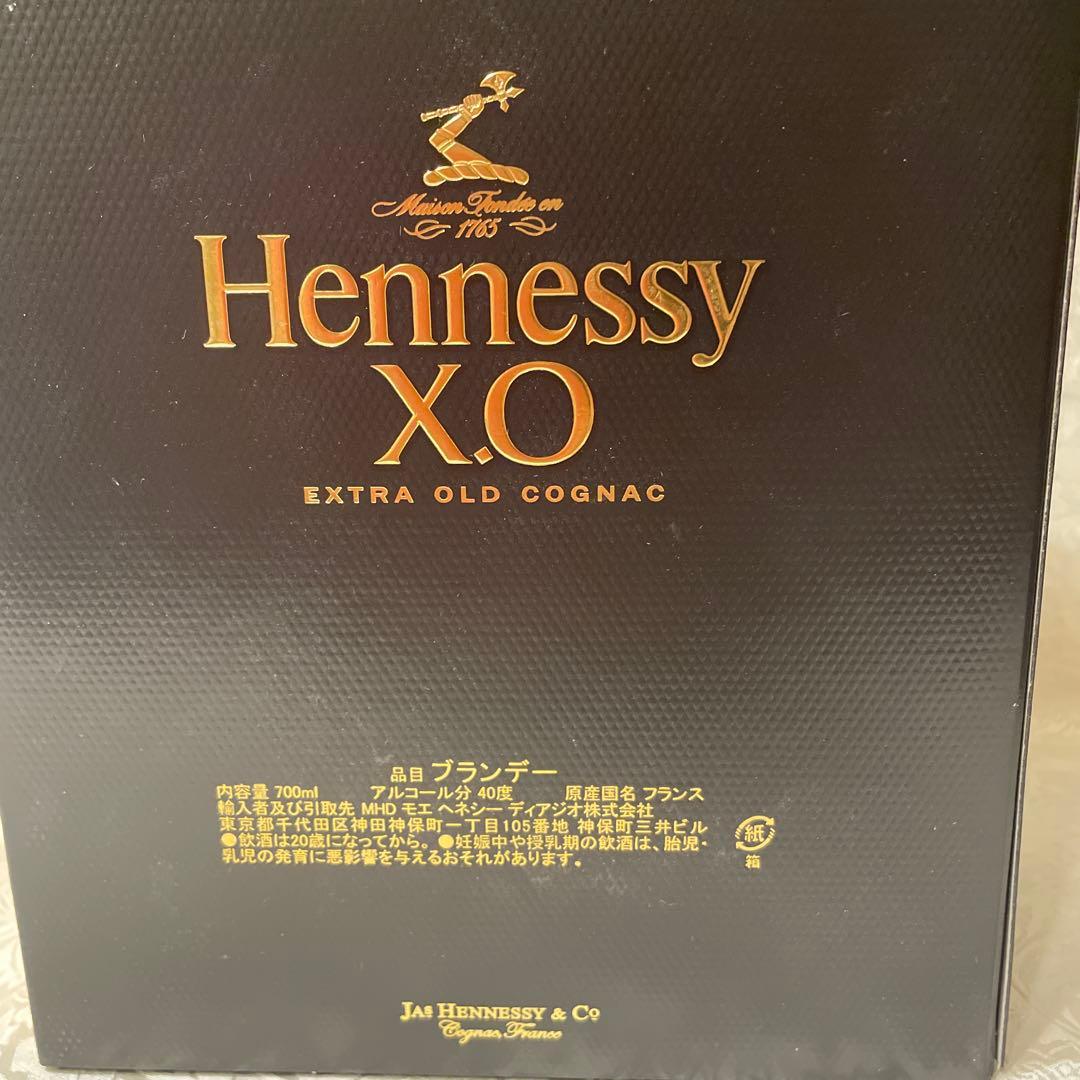 Maison Fondée en
1765
Hennessy
X.O
EXTRA OLD COGNAC
品目 ブランデー
内容量 700ml アルコール分 40度 原産国名 フランス
輸入者及び引取先 MHD モエ ヘネシー ディアジオ株式会社
東京都千代田区神田神保町一丁目105番地 神保町三井ビル
●飲酒は20歳になってから。●妊娠中や授乳期の飲酒は、胎児・
乳児の発育に悪影響を与えるおそれがあります。
紙
箱
JAS HENNESSY & CO
Cognac, France